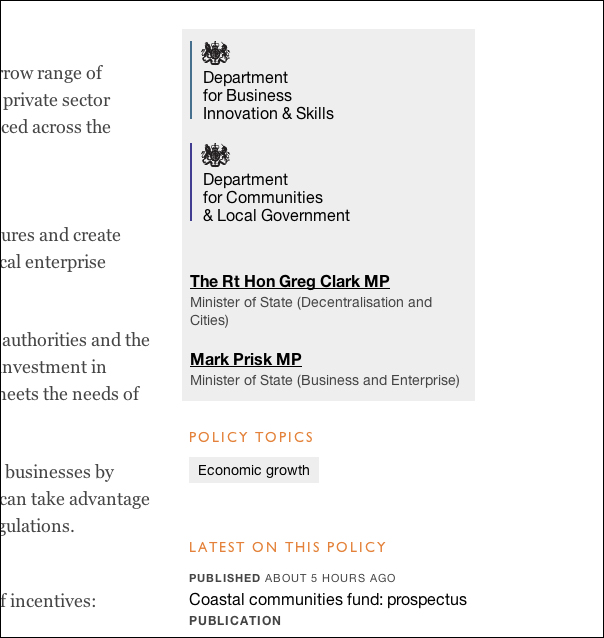 rrow range of
private sector
ced across the
ures and create
cal enterprise
authorities and the
investment in
meets the needs of
businesses by
can take advantage
gulations.
f incentives:
Department
for Business
Innovation & Skills
Department
for Communities
& Local Government
The Rt Hon Greg Clark MP
Minister of State (Decentralisation and
Cities)
Mark Prisk MP
Minister of State (Business and Enterprise)
POLICY TOPICS
Economic growth
LATEST ON THIS POLICY
PUBLISHED ABOUT 5 HOURS AGO
Coastal communities fund: prospectus
PUBLICATION